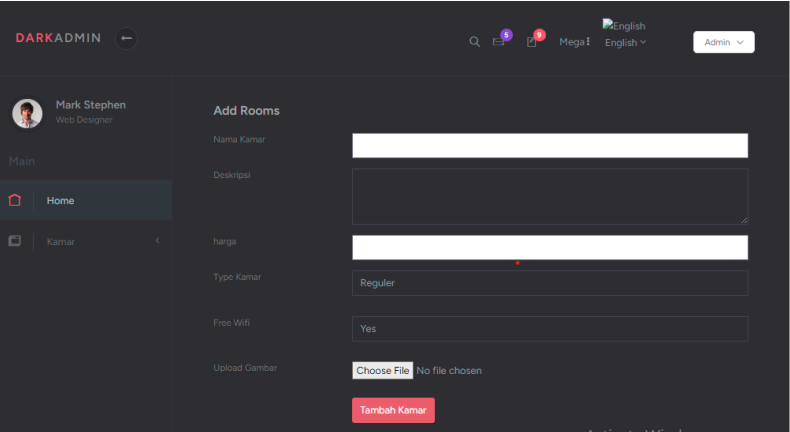 DARKADMIN
5
9
Mega
English
English
Admin
Mark Stephen
Web Designer
Main
Home
Kamar
Add Rooms
Nama Kamar
Deskripsi
harga
Type Kamar
Reguler
Free Wifi
Yes
Upload Gambar
Choose File No file chosen
Tambah Kamar